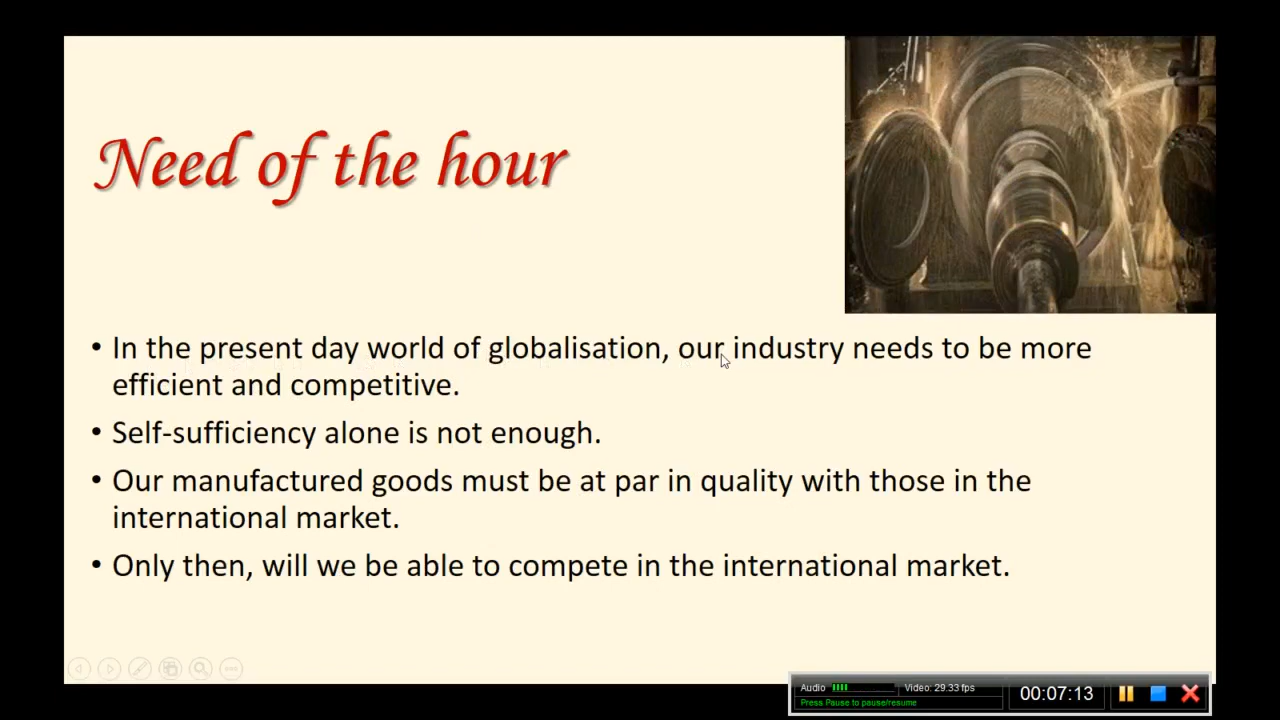 Need of the hour
• In the present day world of globalisation, our industry needs to be more
efficient and competitive.
• Self-sufficiency alone is not enough.
• Our manufactured goods must be at par in quality with those in the
international market.
• Only then, will we be able to compete in the international market.
Audio Video: 29.33 fps 00:07:13
Press Pause to pause/resume